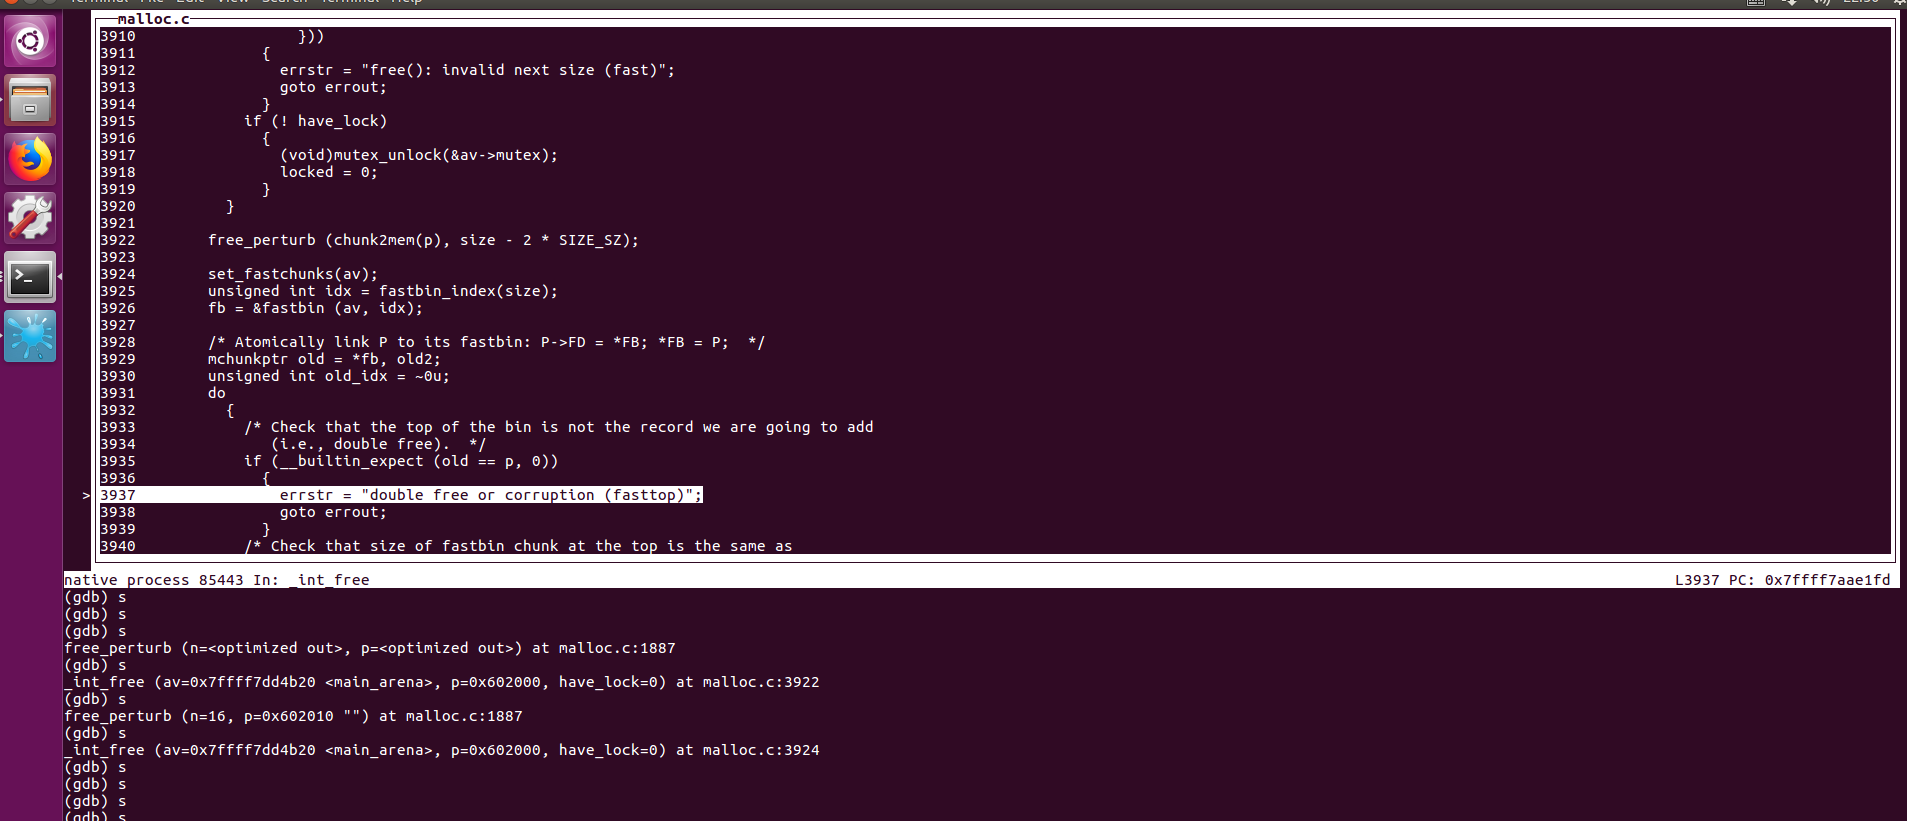 Terminal File Edit View Search Terminal Help
malloc.c
3910                  }))
3911              {
3912                errstr = "free(): invalid next size (fast)";
3913                goto errout;
3914              }
3915            if (! have_lock)
3916              {
3917                (void)mutex_unlock(&av->mutex);
3918                locked = 0;
3919              }
3920          }
3921
3922        free_perturb (chunk2mem(p), size - 2 * SIZE_SZ);
3923
3924        set_fastchunks(av);
3925        unsigned int idx = fastbin_index(size);
3926        fb = &fastbin (av, idx);
3927
3928        /* Atomically link P to its fastbin: P->FD = *FB; *FB = P;  */
3929        mchunkptr old = *fb, old2;
3930        unsigned int old_idx = ~0u;
3931        do
3932          {
3933            /* Check that the top of the bin is not the record we are going to add
3934               (i.e., double free).  */
3935            if (__builtin_expect (old == p, 0))
3936              {
> 3937                errstr = "double free or corruption (fasttop)";
3938                goto errout;
3939              }
3940            /* Check that size of fastbin chunk at the top is the same as
native process 85443 In: _int_free L3937 PC: 0x7ffff7aae1fd
(gdb) s
(gdb) s
(gdb) s
free_perturb (n=<optimized out>, p=<optimized out>) at malloc.c:1887
(gdb) s
_int_free (av=0x7ffff7dd4b20 <main_arena>, p=0x602000, have_lock=0) at malloc.c:3922
(gdb) s
free_perturb (n=16, p=0x602010 "") at malloc.c:1887
(gdb) s
_int_free (av=0x7ffff7dd4b20 <main_arena>, p=0x602000, have_lock=0) at malloc.c:3924
(gdb) s
(gdb) s
(gdb) s
(gdb) s